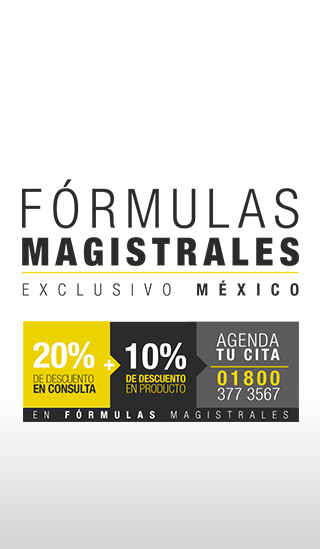 FÓRMULAS
MAGISTRALES
EXCLUSIVO MÉXICO
20%
DE DESCUENTO
EN CONSULTA
+
10%
DE DESCUENTO
EN PRODUCTO
AGENDA
TU CITA
01800
377 3567
EN FÓRMULAS MAGISTRALES